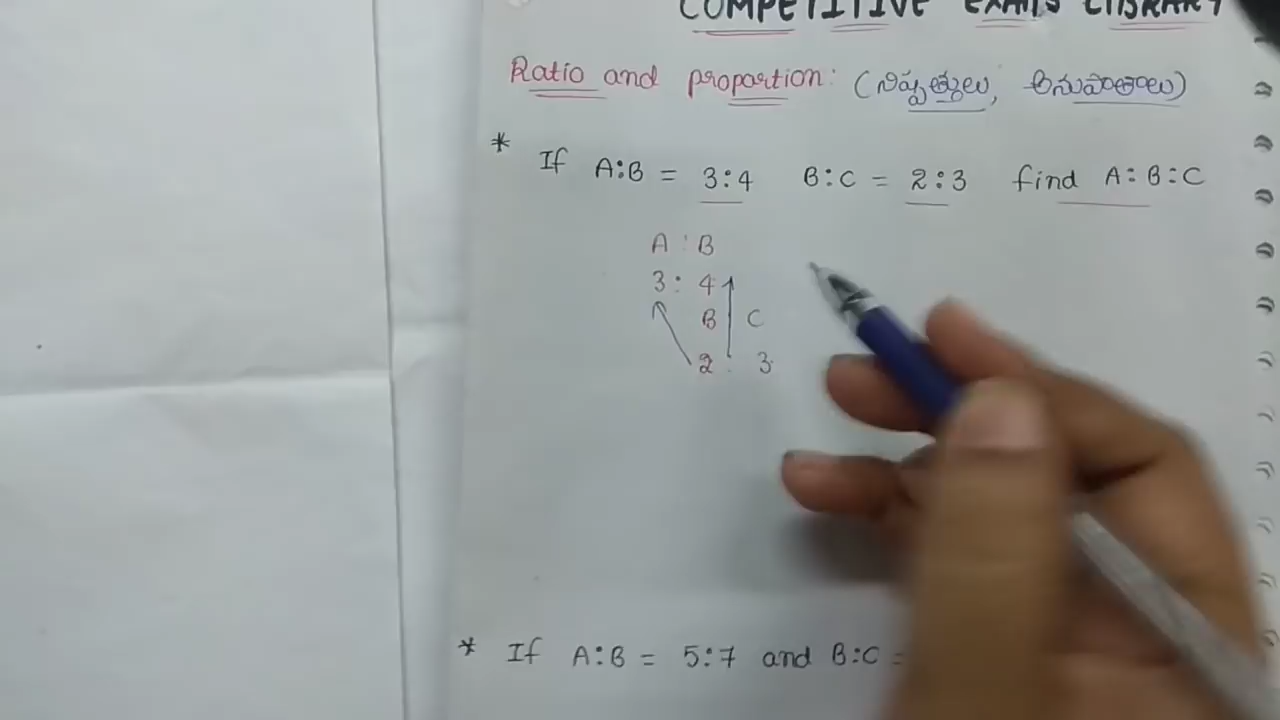 COMPETITIVE EXAMS LIBRARY
Ratio and proportion: (నిష్పత్తులు, అనుపాతాలు)
* If A:B = 3:4 B:C = 2:3 find A:B:C
A : B
3 : 4
B C
2 : 3
* If A:B = 5:7 and B:C =